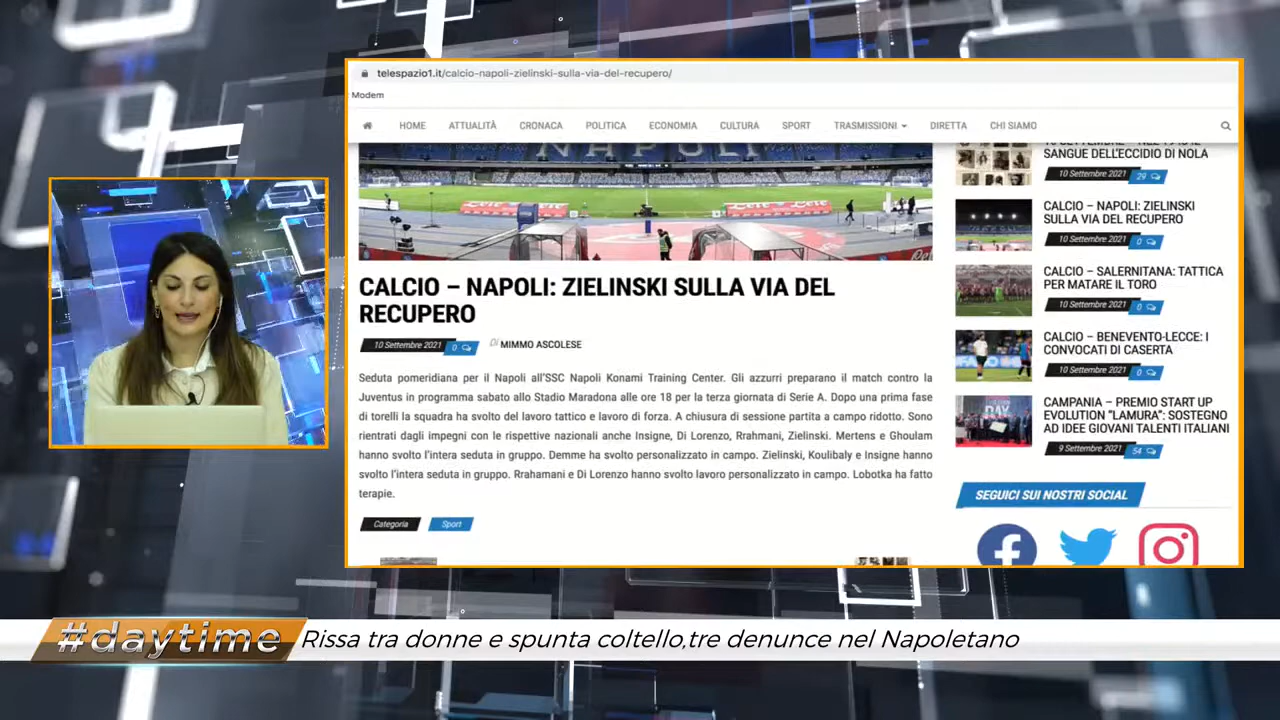 telespazio1.it/calcio-napoli-zielinski-sulla-via-del-recupero/
Modem
HOME ATTUALITÀ CRONACA POLITICA ECONOMIA CULTURA SPORT TRASMISSIONI DIRETTA CHI SIAMO
NAPOLI
CALCIO – NAPOLI: ZIELINSKI SULLA VIA DEL
RECUPERO
10 Settembre 2021 0 DI MIMMO ASCOLESE
Seduta pomeridiana per il Napoli all'SSC Napoli Konami Training Center. Gli azzurri preparano il match contro la
Juventus in programma sabato allo Stadio Maradona alle ore 18 per la terza giornata di Serie A. Dopo una prima fase
di torelli la squadra ha svolto del lavoro tattico e lavoro di forza. A chiusura di sessione partita a campo ridotto. Sono
rientrati dagli impegni con le rispettive nazionali anche Insigne, Di Lorenzo, Rrahmani, Zielinski. Mertens e Ghoulam
hanno svolto l'intera seduta in gruppo. Demme ha svolto personalizzato in campo. Zielinski, Koulibaly e Insigne hanno
svolto l'intera seduta in gruppo. Rrahamani e Di Lorenzo hanno svolto lavoro personalizzato in campo. Lobotka ha fatto
terapie.
Categoria Sport
SANGUE DELL'ECCIDIO DI NOLA
10 Settembre 2021 29
CALCIO – NAPOLI: ZIELINSKI
SULLA VIA DEL RECUPERO
10 Settembre 2021 0
CALCIO – SALERNITANA: TATTICA
PER MATARE IL TORO
10 Settembre 2021 0
CALCIO – BENEVENTO-LECCE: I
CONVOCATI DI CASERTA
10 Settembre 2021 0
CAMPANIA – PREMIO START UP
EVOLUTION "LAMURA": SOSTEGNO
AD IDEE GIOVANI TALENTI ITALIANI
9 Settembre 2021 54
SEGUICI SUI NOSTRI SOCIAL
#daytime Rissa tra donne e spunta coltello,tre denunce nel Napoletano